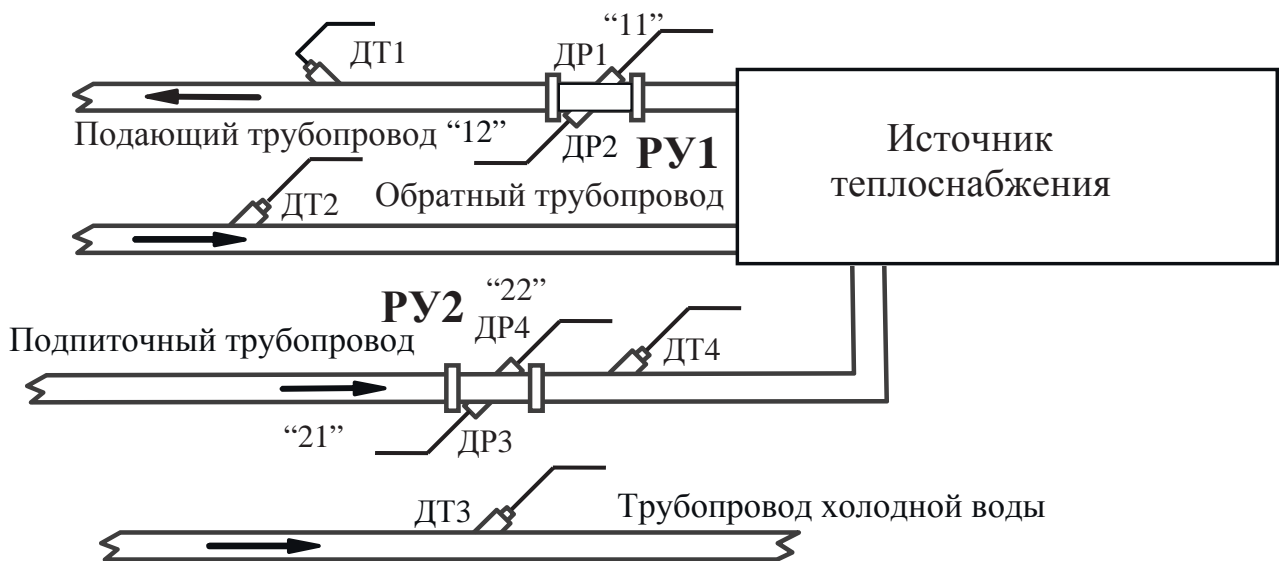 “11”
ДТ1
ДР1
Подающий трубопровод “12”
ДР2
РУ1
Источник
теплоснабжения
Обратный трубопровод
ДТ2
РУ2
“22”
ДР4
ДТ4
Подпиточный трубопровод
“21”
ДР3
ДТ3
Трубопровод холодной воды